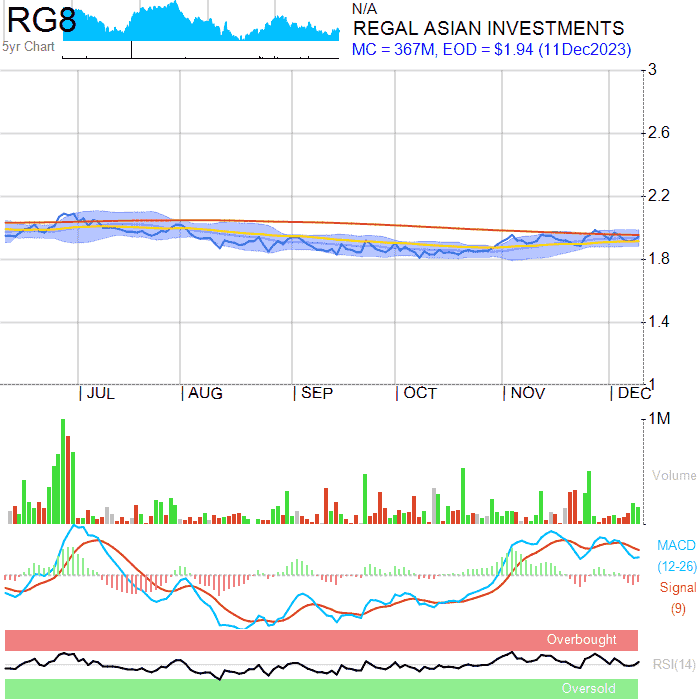 RG8
5yr Chart
N/A
REGAL ASIAN INVESTMENTS
MC = 367M, EOD = $1.94 (11Dec2023)
3
2.6
2.2
1.8
1.4
1
| JUL | AUG | SEP | OCT | NOV | DEC
1M
Volume
MACD
(12-26)
Signal
(9)
Overbought
RSI(14)
Oversold